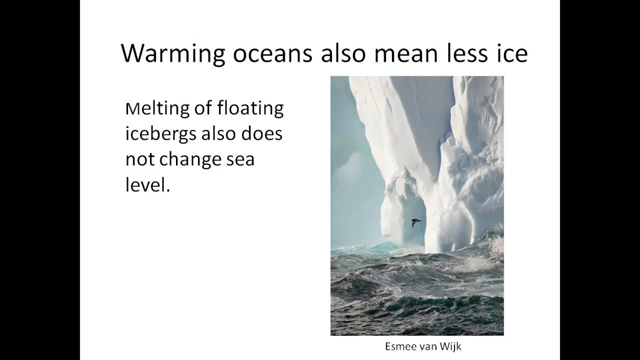 Warming oceans also mean less ice
Melting of floating
icebergs also does
not change sea
level.
Esmee van Wijk